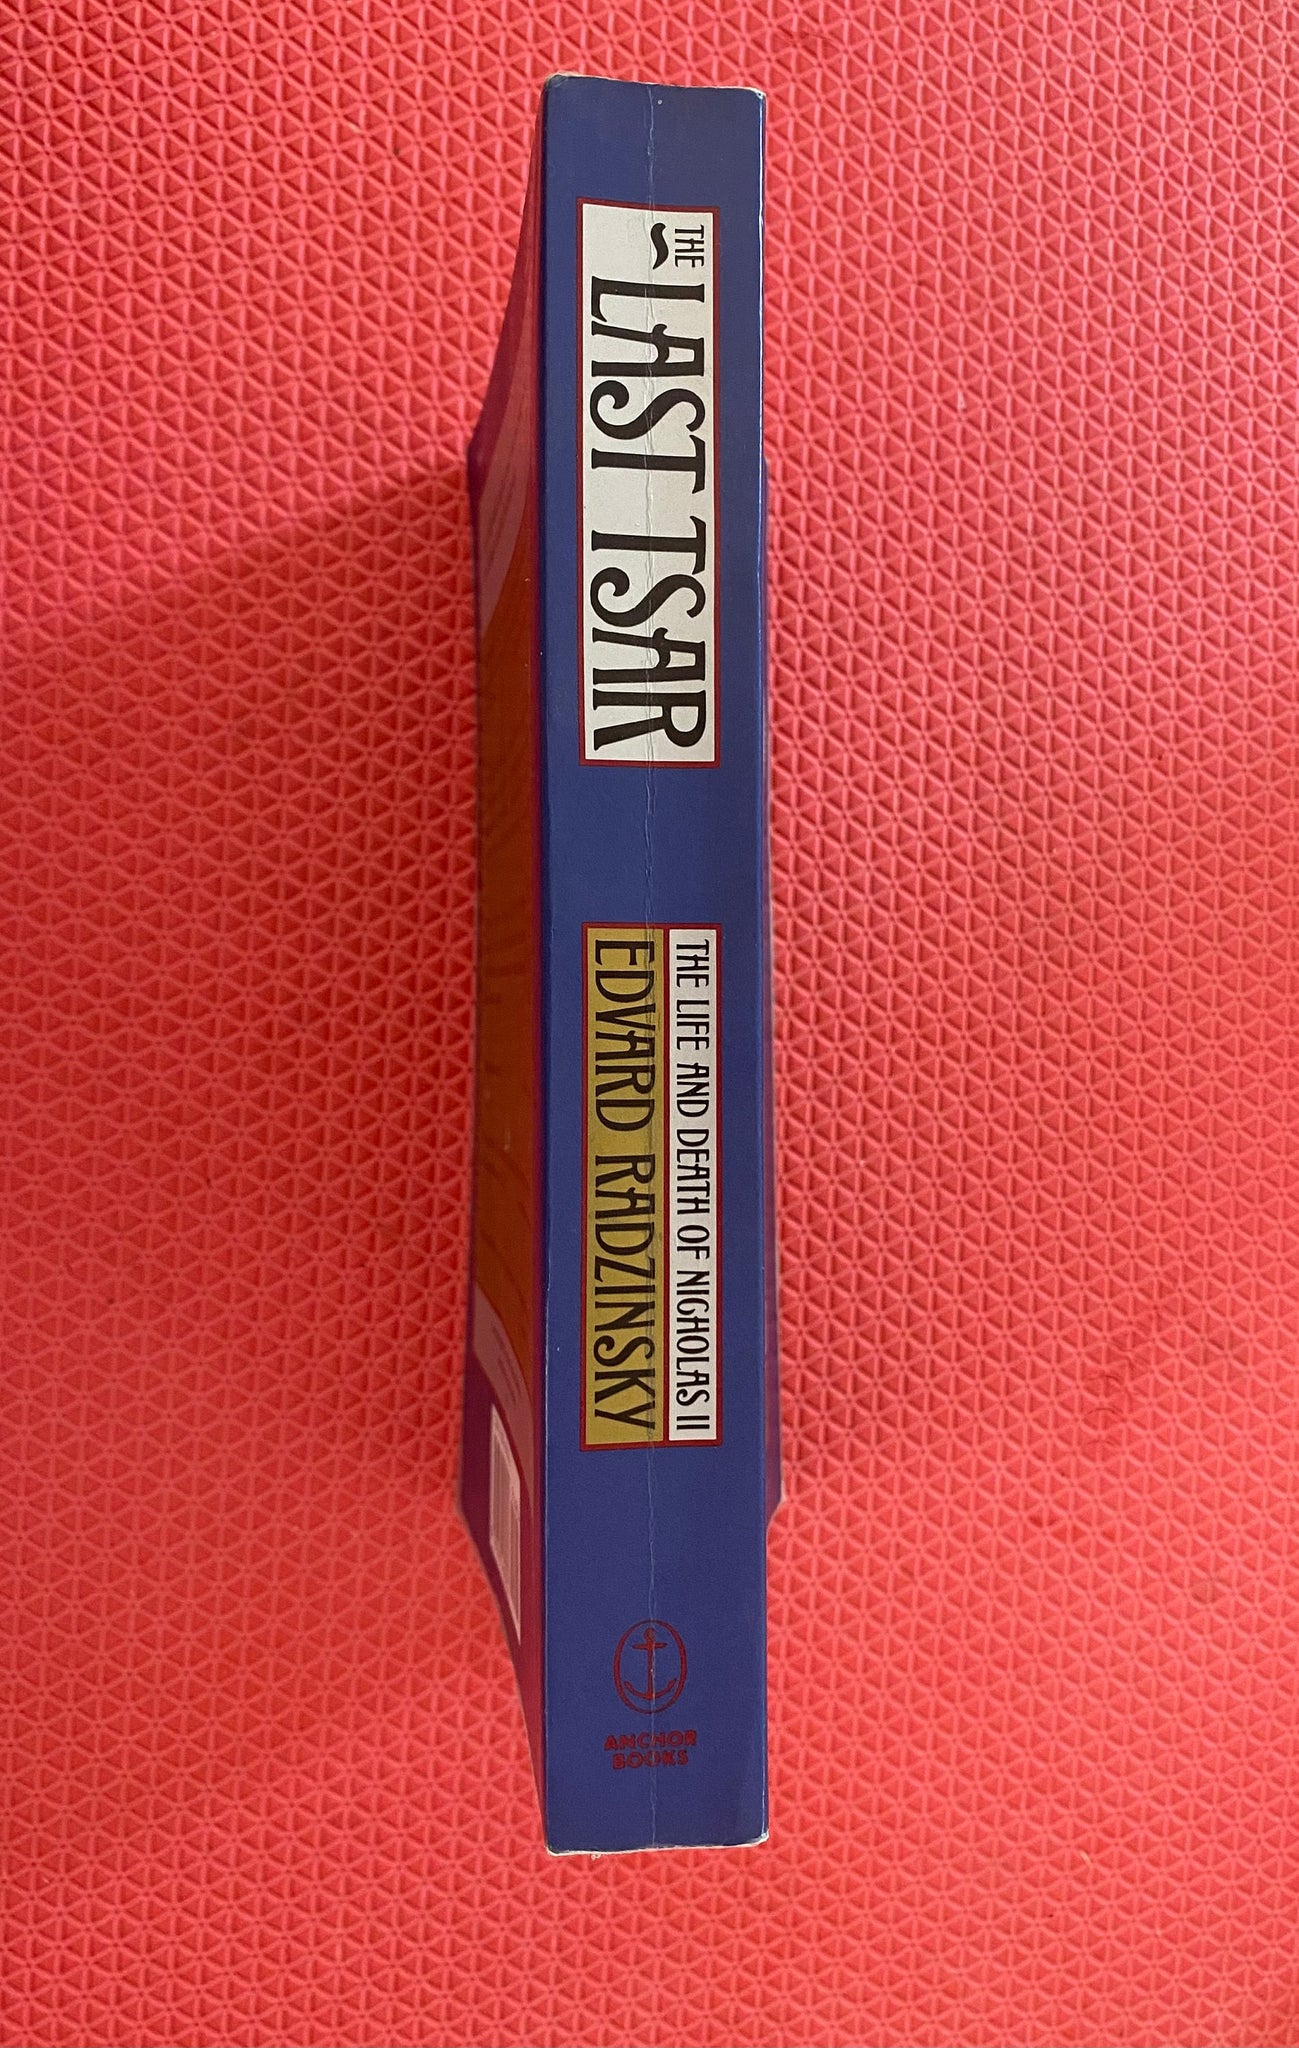 THE
LAST TSAR
THE LIFE AND DEATH OF NICHOLAS II
EDVARD RADZINSKY
ANCHOR
BOOKS